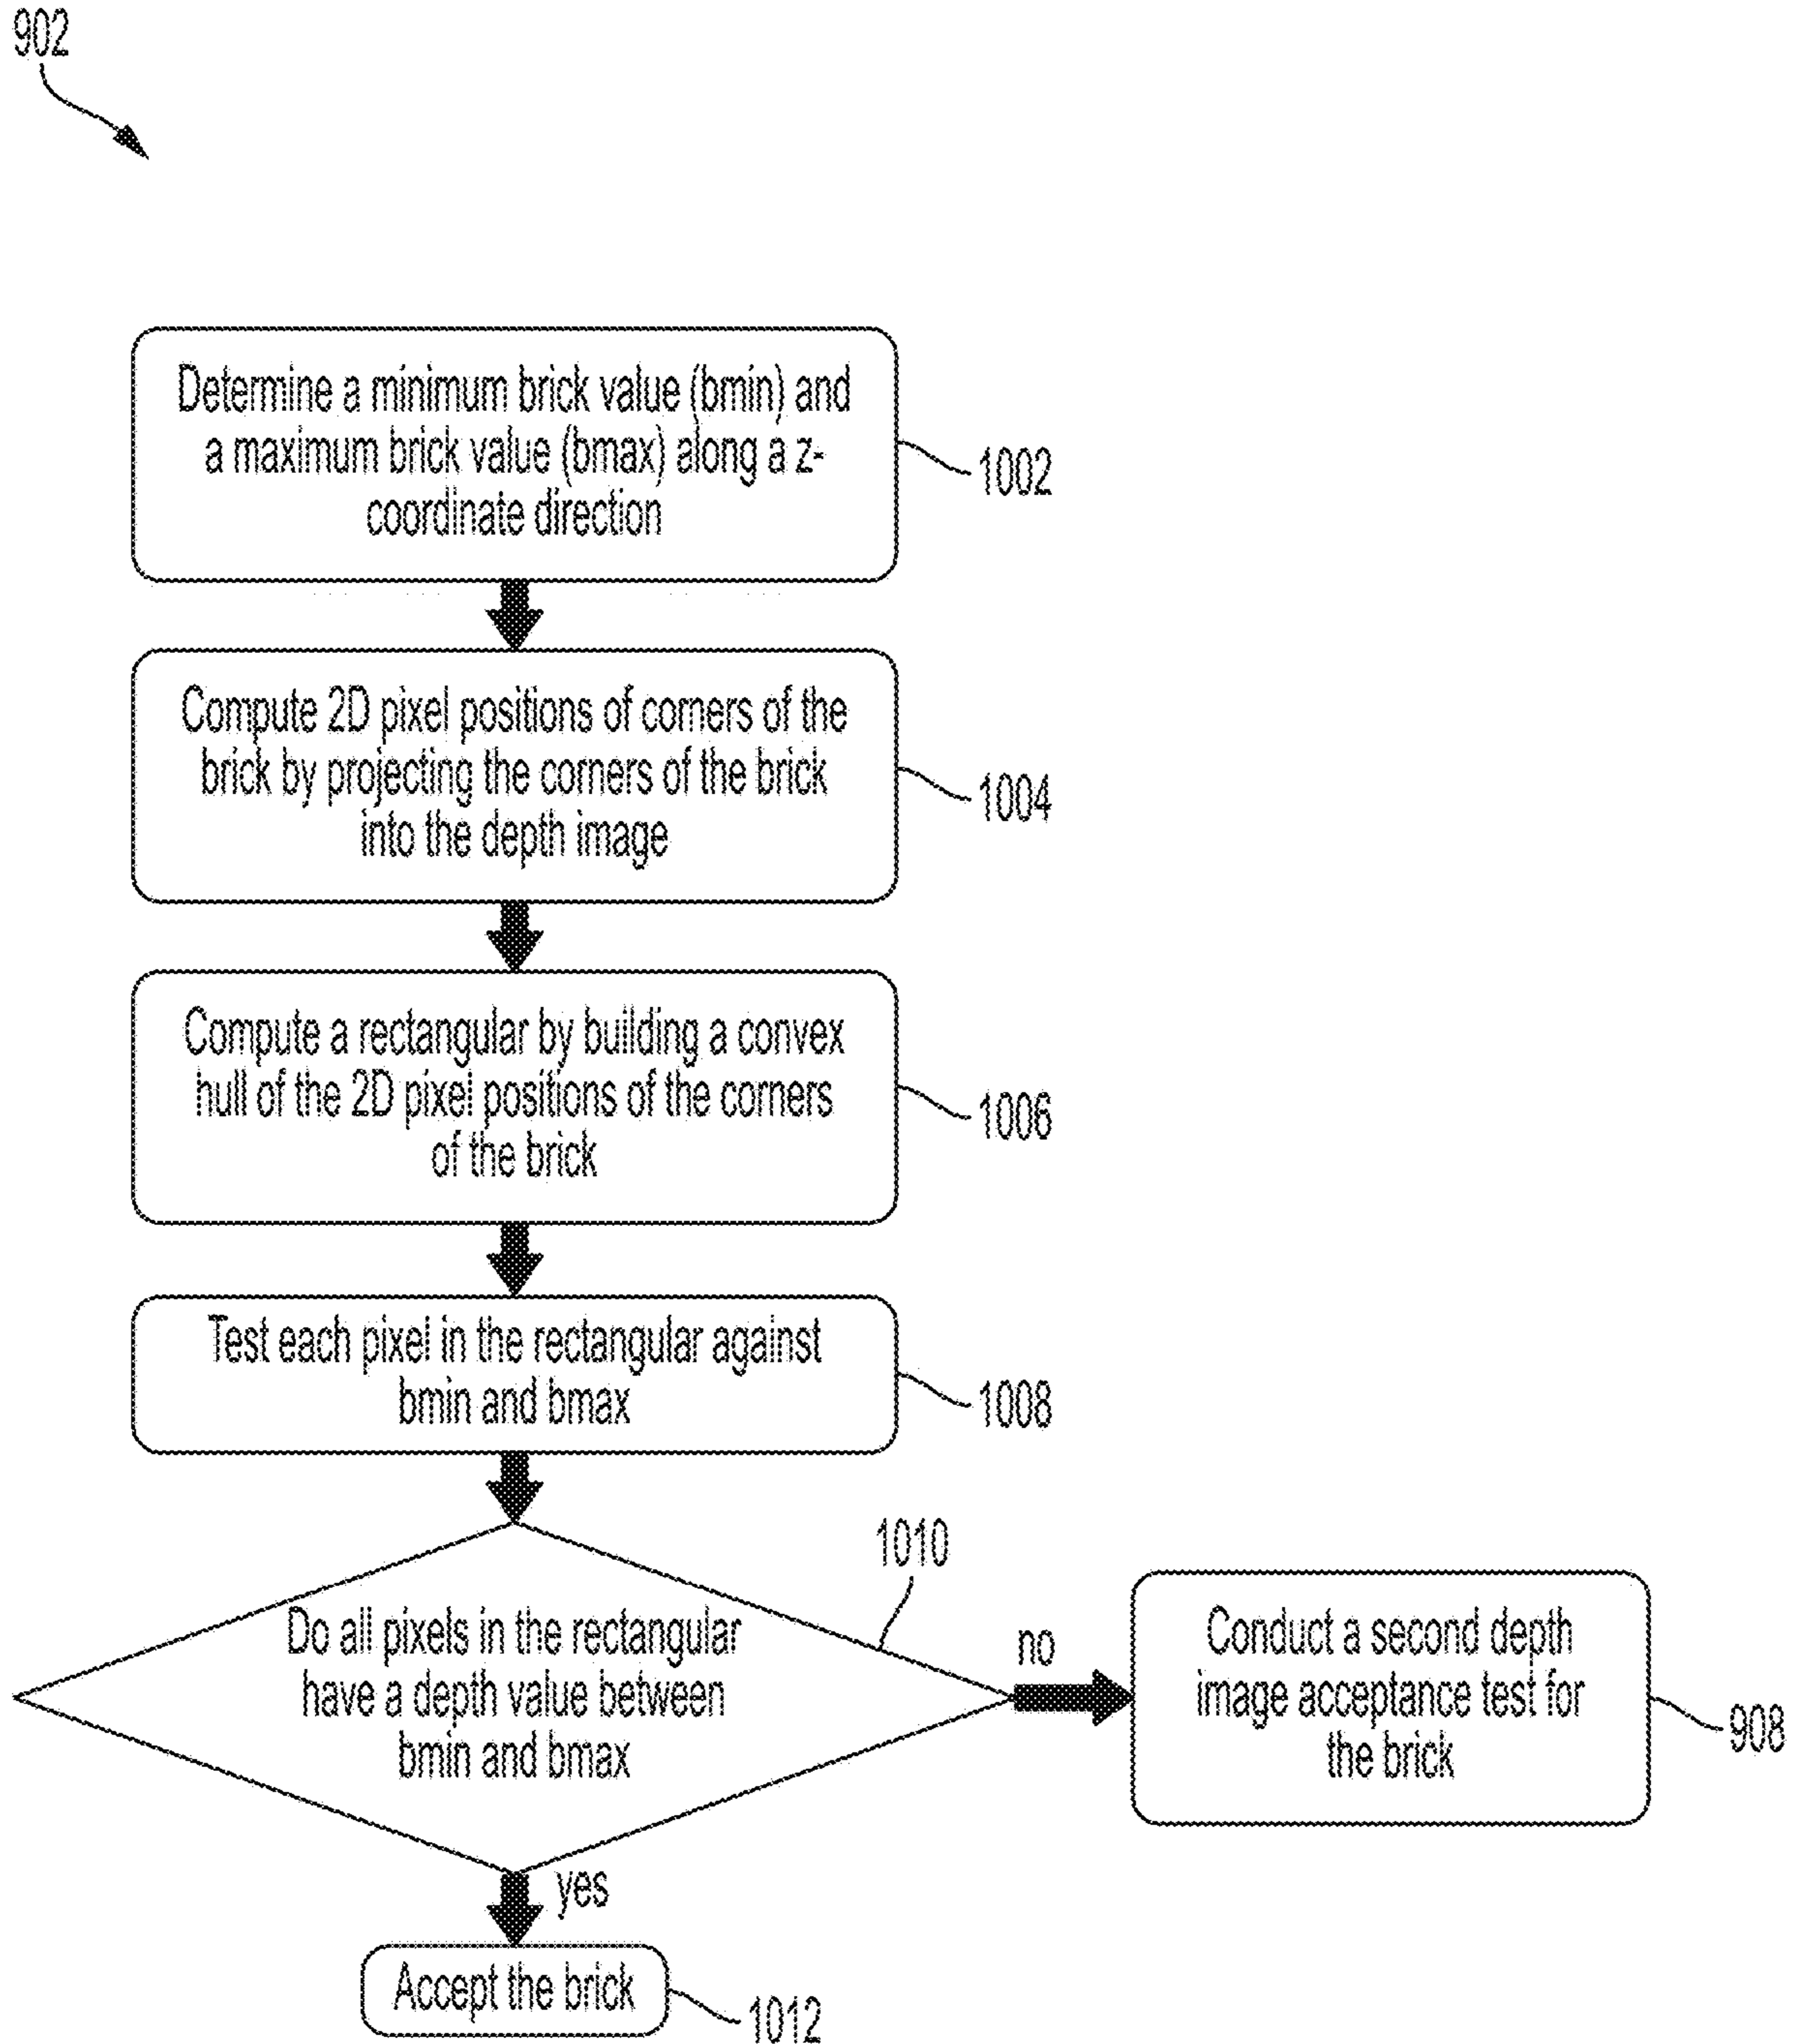 902
Determine a minimum brick value (bmin) and
a maximum brick value (bmax) along a z-
coordinate direction
1002
Compute 2D pixel positions of corners of the
brick by projecting the corners of the brick
into the depth image
1004
Compute a rectangular by building a convex
hull of the 2D pixel positions of the corners
of the brick
1006
Test each pixel in the rectangular against
bmin and bmax
1008
1010
Do all pixels in the rectangular
have a depth value between
bmin and bmax
no
Conduct a second depth
image acceptance test for
the brick
908
yes
Accept the brick
1012